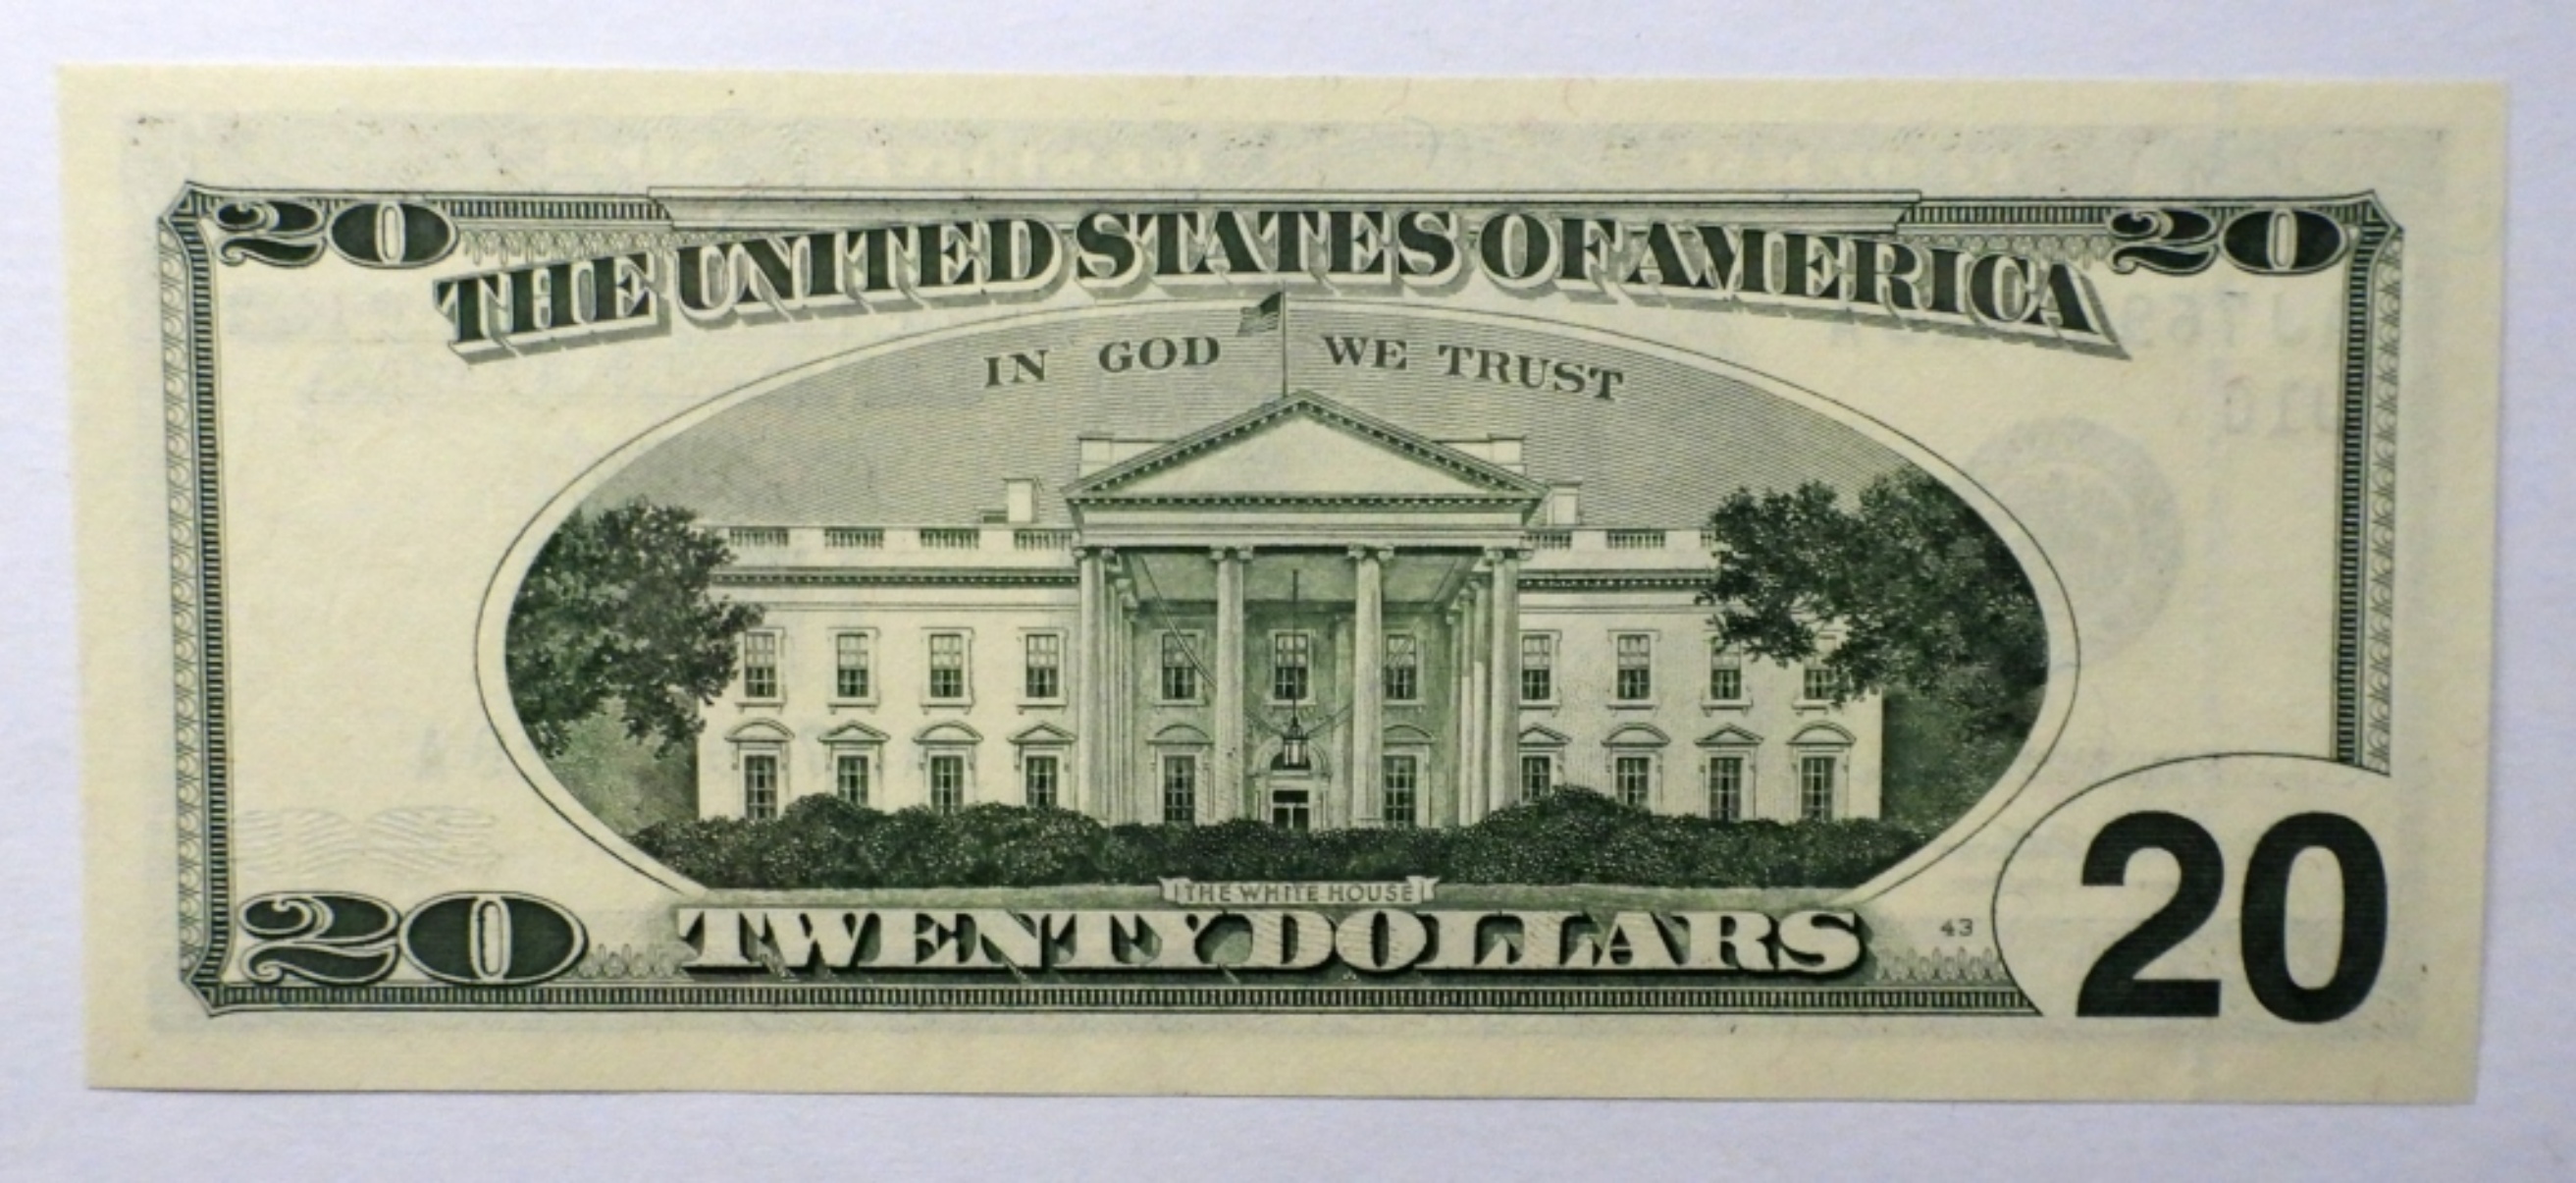 20 20
THE UNITED STATES OF AMERICA
IN GOD WE TRUST
THE WHITE HOUSE
20 TWENTY DOLLARS 43 20